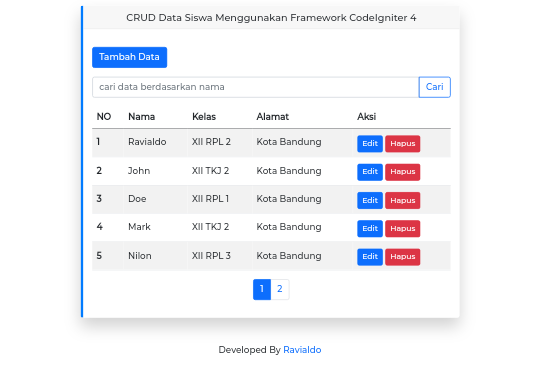 CRUD Data Siswa Menggunakan Framework CodeIgniter 4
Tambah Data
cari data berdasarkan nama Cari
NO Nama Kelas Alamat Aksi
1 Ravialdo XII RPL 2 Kota Bandung Edit Hapus
2 John XII TKJ 2 Kota Bandung Edit Hapus
3 Doe XII RPL 1 Kota Bandung Edit Hapus
4 Mark XII TKJ 2 Kota Bandung Edit Hapus
5 Nilon XII RPL 3 Kota Bandung Edit Hapus
1 2
Developed By Ravialdo